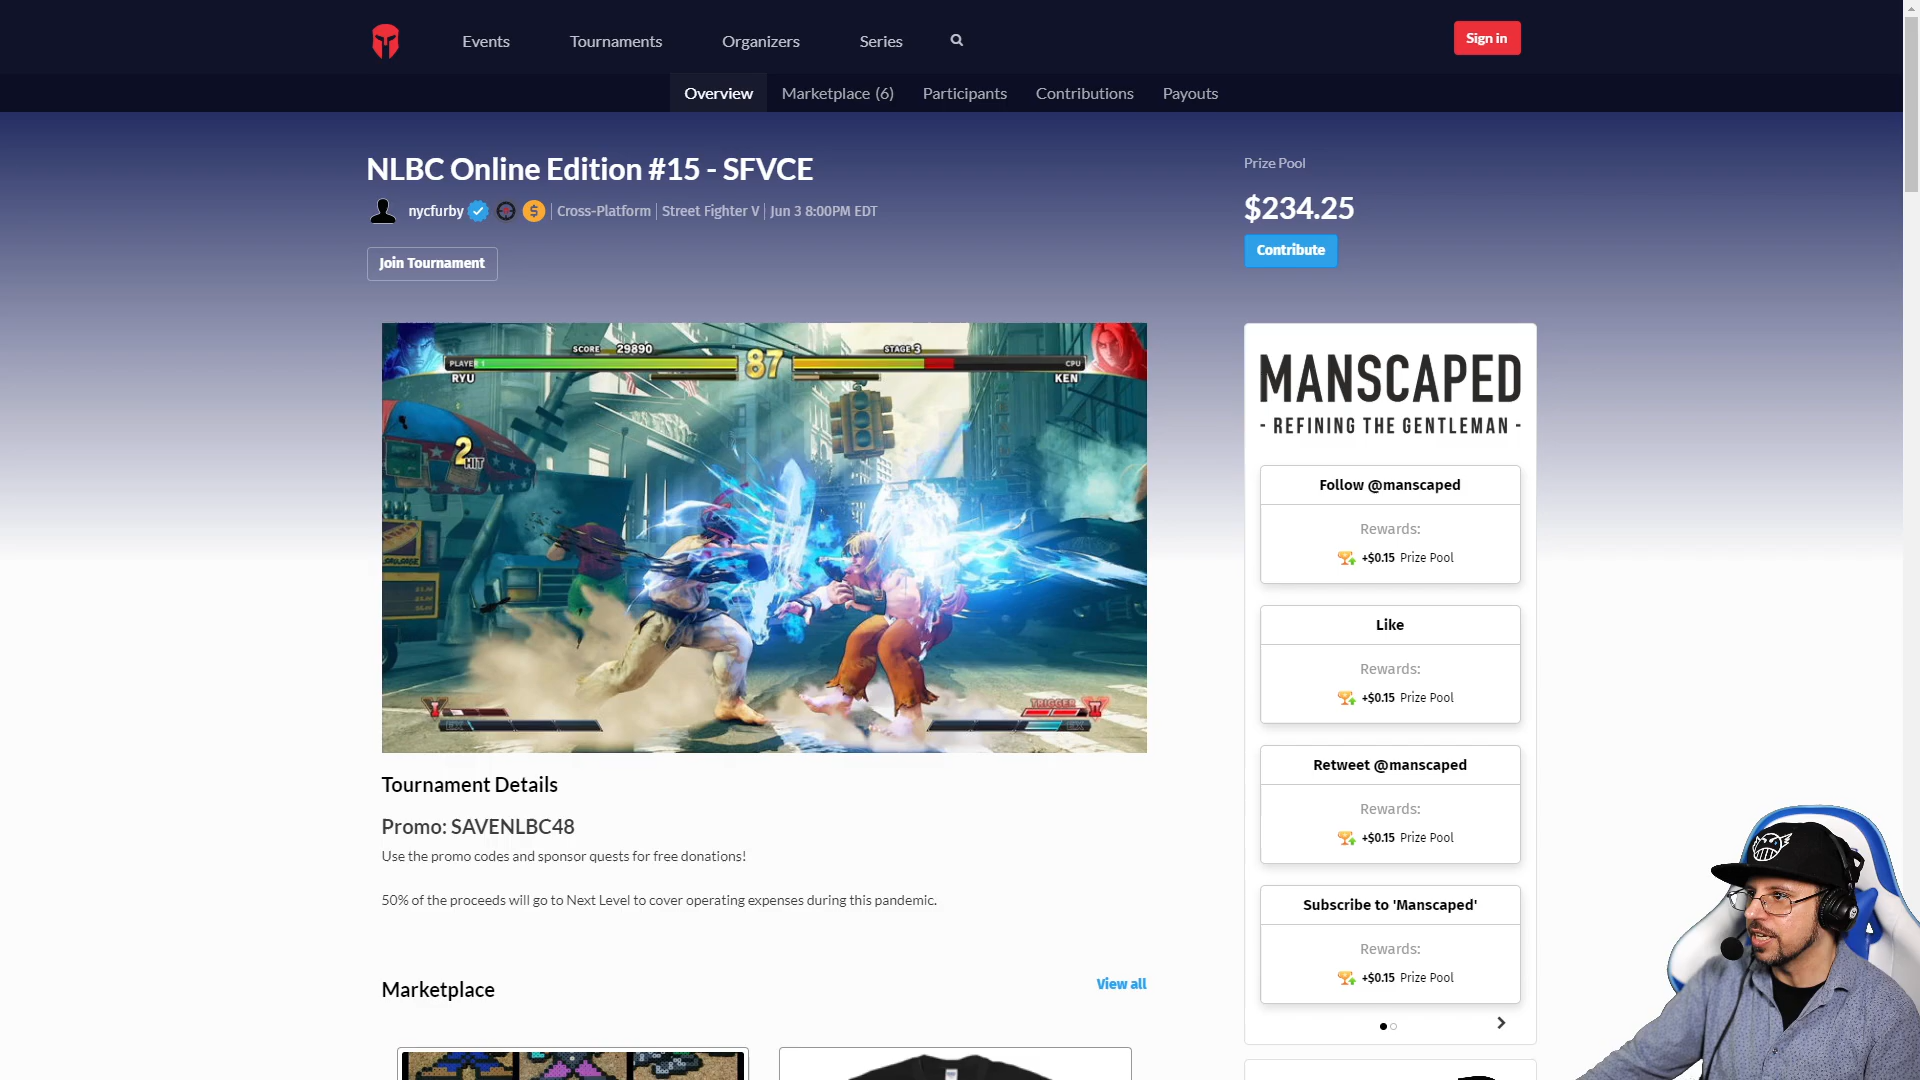 Events
Tournaments
Organizers
Series
Sign in
Overview
Marketplace (6)
Participants
Contributions
Payouts
NLBC Online Edition #15 - SFVCE
nycfurby
Cross-Platform
Street Fighter V
Jun 3 8:00PM EDT
Join Tournament
Prize Pool
$234.25
Contribute
SCORE 29890
STAGE 3
PLAYER 1
87
CPU
RYU
KEN
2 HIT
TRIGGER
MANSCAPED
- REFINING THE GENTLEMAN -
Follow @manscaped
Rewards:
+$0.15 Prize Pool
Like
Rewards:
+$0.15 Prize Pool
Retweet @manscaped
Rewards:
+$0.15 Prize Pool
Subscribe to 'Manscaped'
Rewards:
+$0.15 Prize Pool
Tournament Details
Promo: SAVENLBC48
Use the promo codes and sponsor quests for free donations!
50% of the proceeds will go to Next Level to cover operating expenses during this pandemic.
Marketplace
View all